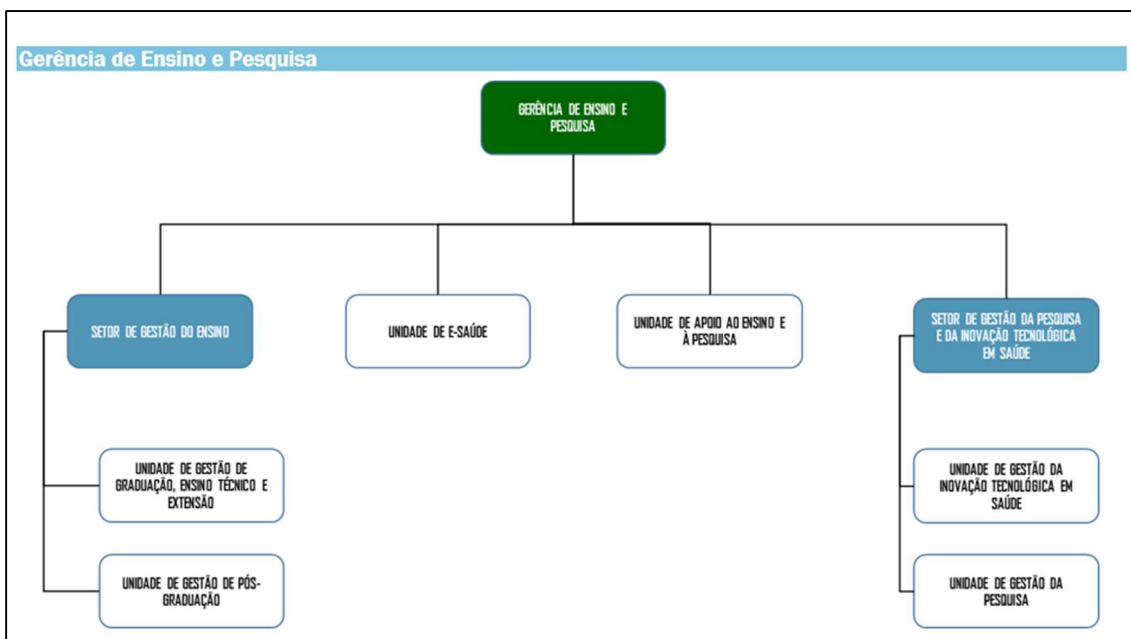 Gerência de Ensino e Pesquisa
GERÊNCIA DE ENSINO E
PESQUISA
SETOR DE GESTÃO DO ENSINO
UNIDADE DE E-SAÚDE
UNIDADE DE APOIO AO ENSINO E
À PESQUISA
SETOR DE GESTÃO DA PESQUISA
E DA INOVAÇÃO TECNOLÓGICA
EM SAÚDE
UNIDADE DE GESTÃO DE
GRADUAÇÃO, ENSINO TÉCNICO E
EXTENSÃO
UNIDADE DE GESTÃO DA
INOVAÇÃO TECNOLÓGICA EM
SAÚDE
UNIDADE DE GESTÃO DE PÓS-
GRADUAÇÃO
UNIDADE DE GESTÃO DA
PESQUISA